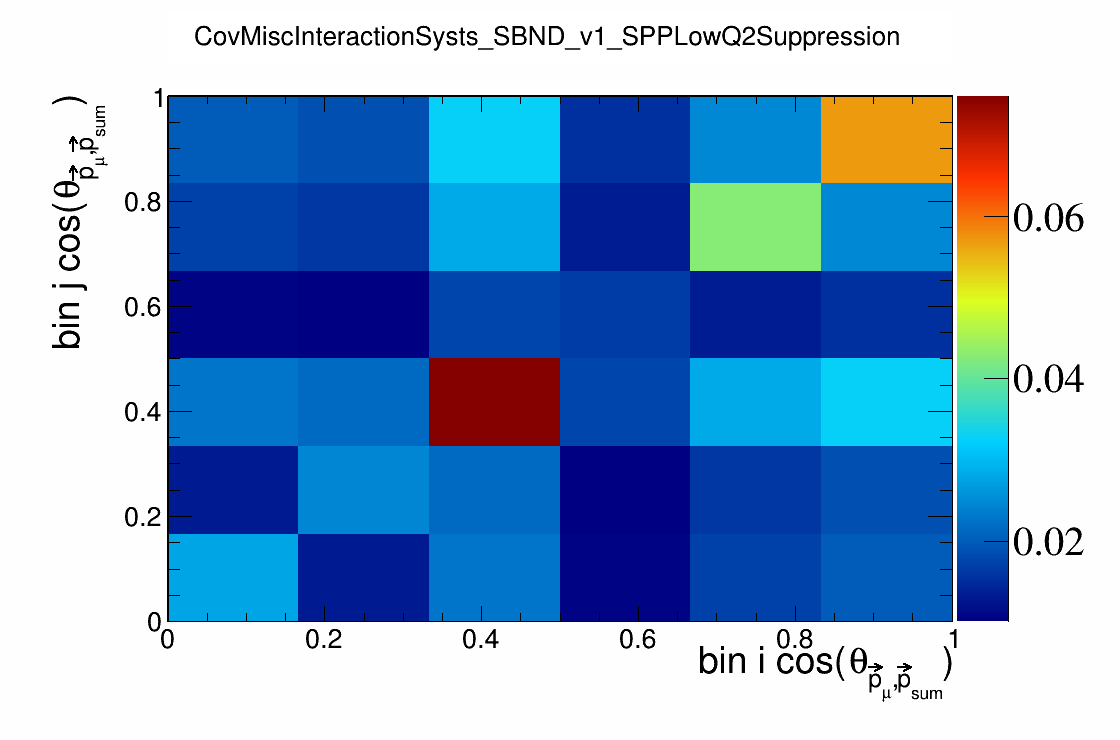 CovMiscInteractionSysts_SBND_v1_SPPLowQ2Suppression
bin j cos(θp⃗μ,p⃗sum)
1
0.8
0.6
0.4
0.2
0
0 0.2 0.4 0.6 0.8 1
bin i cos(θp⃗μ,p⃗sum)
0.06
0.04
0.02